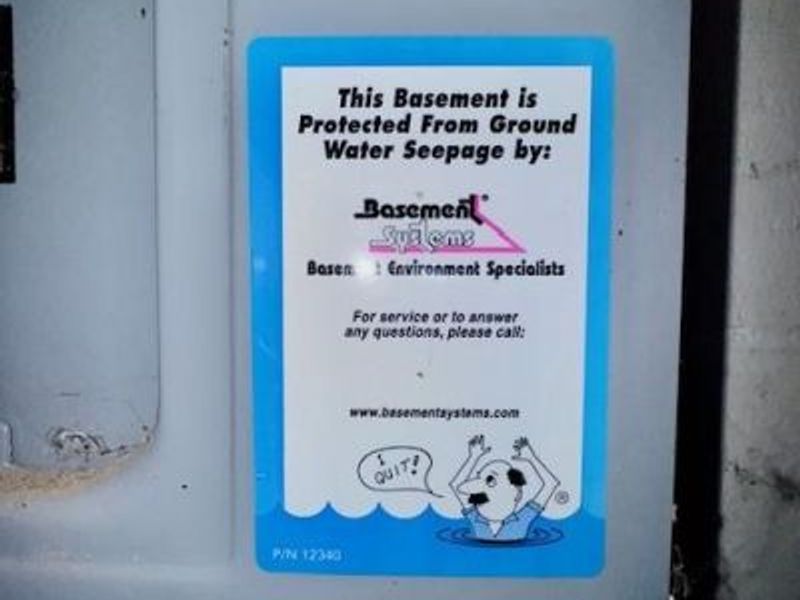 This Basement is
Protected From Ground
Water Seepage by:
Basement®
Systems
Basement Environment Specialists
For service or to answer
any questions, please call:
www.basementsystems.com
I
QUIT!
®
P/N 12340